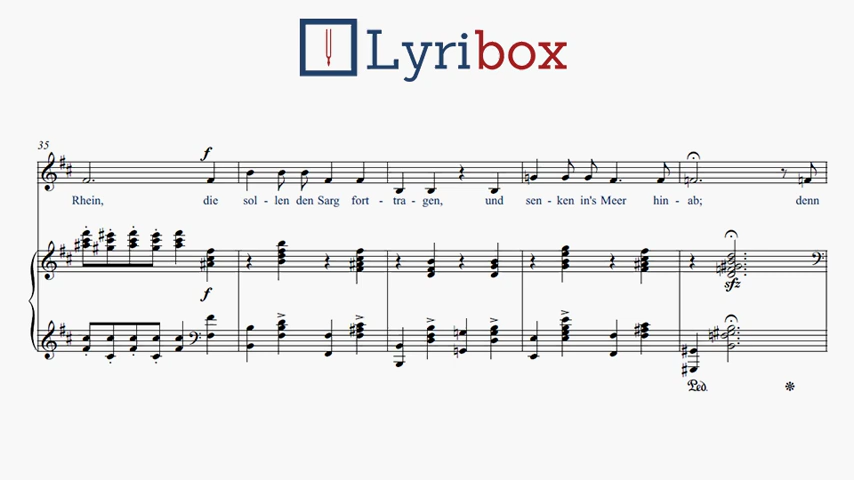 Lyribox
35
f
Rhein, die sol - len den Sarg fort - tra - gen, und sen - ken in's Meer hin - ab; denn
f
sfz
Ped.